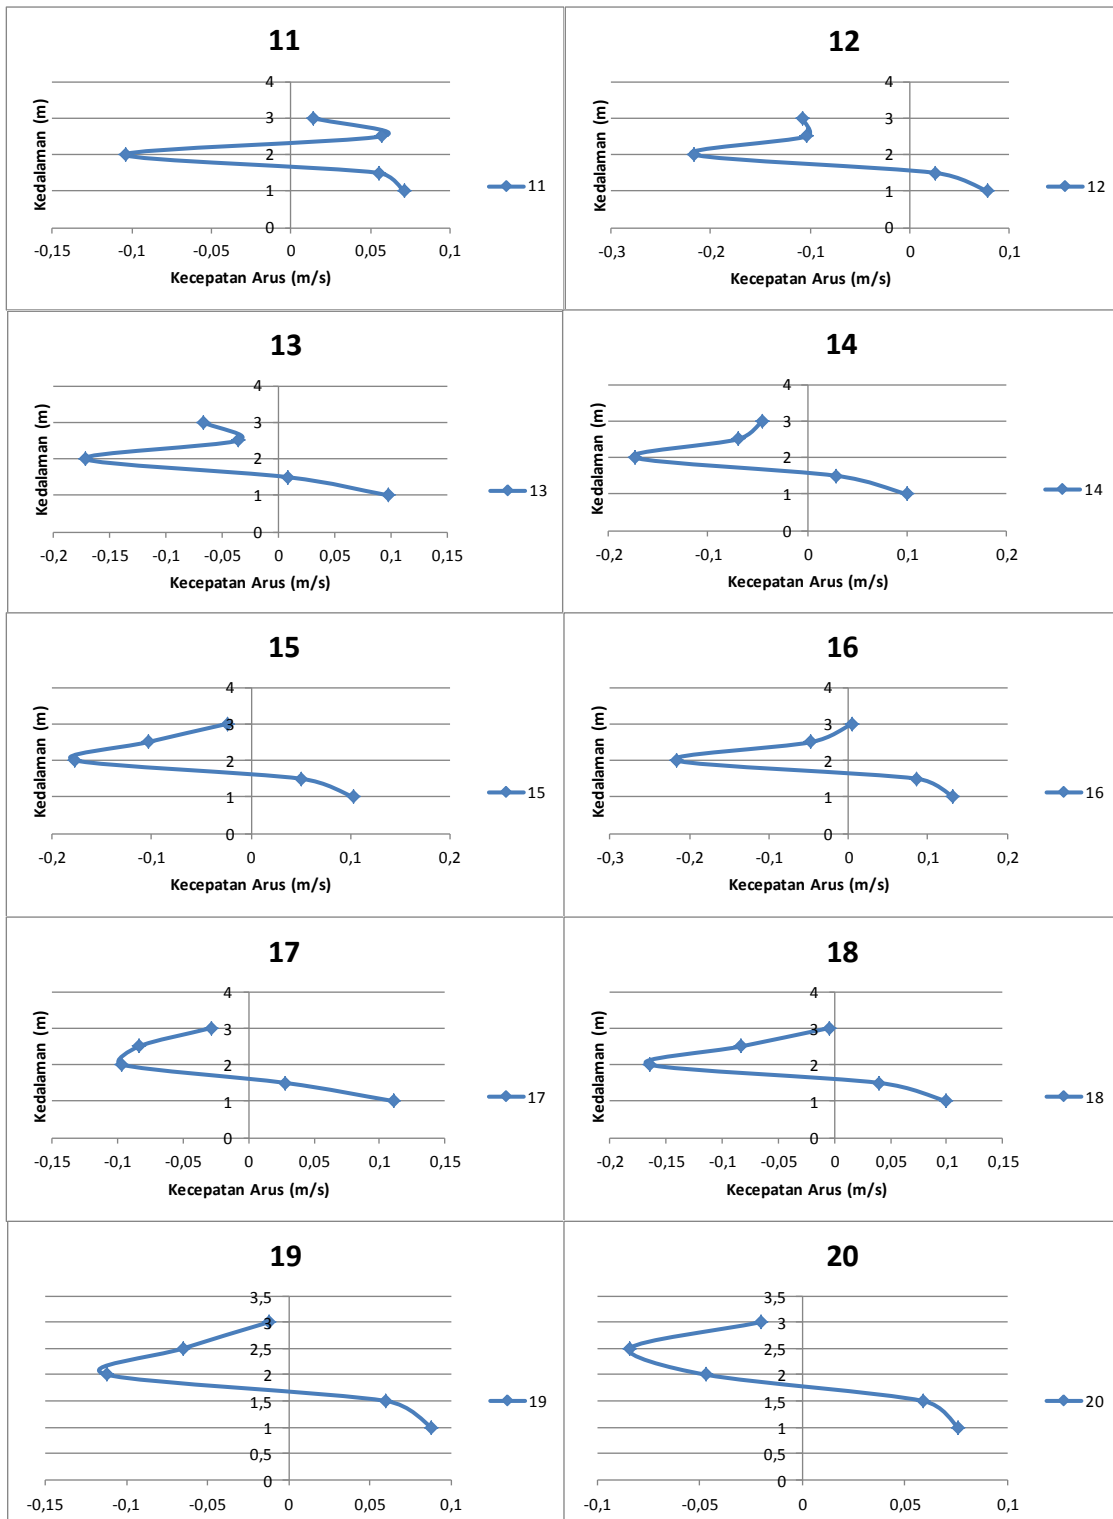 11
Kedalaman (m)
4
3
2
1
0
-0,15 -0,1 -0,05 0 0,05 0,1
Kecepatan Arus (m/s)
11
12
Kedalaman (m)
4
3
2
1
0
-0,3 -0,2 -0,1 0 0,1
Kecepatan Arus (m/s)
12
13
Kedalaman (m)
4
3
2
1
0
-0,2 -0,15 -0,1 -0,05 0 0,05 0,1 0,15
Kecepatan Arus (m/s)
13
14
Kedalaman (m)
4
3
2
1
0
-0,2 -0,1 0 0,1 0,2
Kecepatan Arus (m/s)
14
15
Kedalaman (m)
4
3
2
1
0
-0,2 -0,1 0 0,1 0,2
Kecepatan Arus (m/s)
15
16
Kedalaman (m)
4
3
2
1
0
-0,3 -0,2 -0,1 0 0,1 0,2
Kecepatan Arus (m/s)
16
17
Kedalaman (m)
4
3
2
1
0
-0,15 -0,1 -0,05 0 0,05 0,1 0,15
Kecepatan Arus (m/s)
17
18
Kedalaman (m)
4
3
2
1
0
-0,2 -0,15 -0,1 -0,05 0 0,05 0,1 0,15
Kecepatan Arus (m/s)
18
19
3,5
3
2,5
2
1,5
1
0,5
0
-0,15 -0,1 -0,05 0 0,05 0,1
19
20
3,5
3
2,5
2
1,5
1
0,5
0
-0,1 -0,05 0 0,05 0,1
20